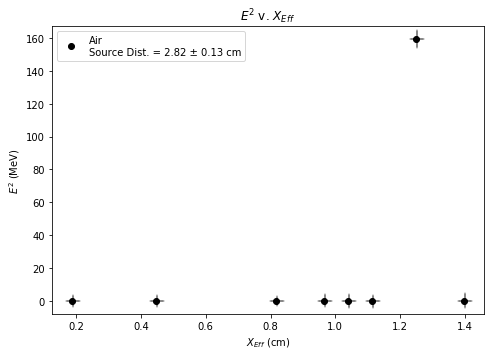 E² v. X_Eff
Air
Source Dist. = 2.82 ± 0.13 cm
E² (MeV)
160
140
120
100
80
60
40
20
0
0.2 0.4 0.6 0.8 1.0 1.2 1.4
X_Eff (cm)